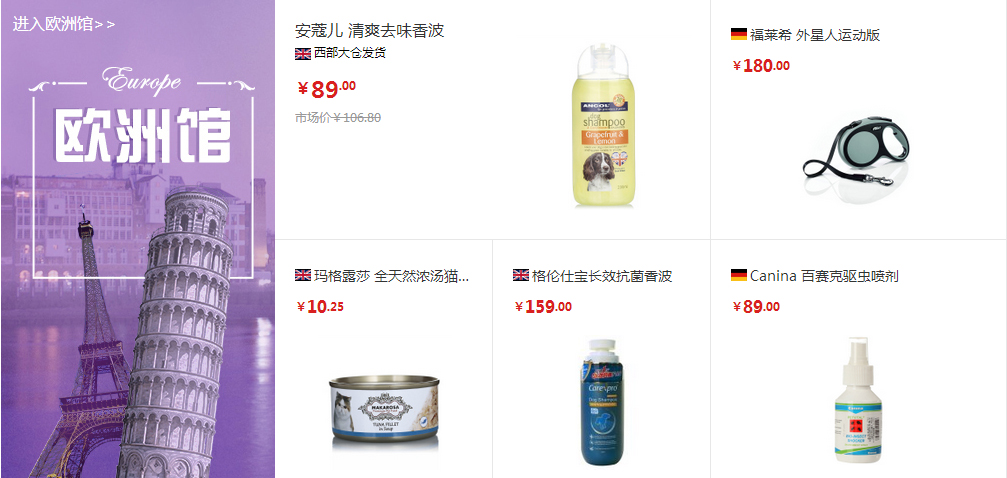 进入欧洲馆>>
Europe
欧洲馆
安蔻儿 清爽去味香波
西部大仓发货
¥89.00
市场价¥106.80
ANCOL
dog
shampoo
Grapefruit &
Lemon
福莱希 外星人运动版
¥180.00
玛格露莎 全天然浓汤猫...
¥10.25
MAKAROSA
TUNA FILLET
In Soup
格伦仕宝长效抗菌香波
¥159.00
Carexpro
Dog Shampoo
Canina 百赛克驱虫喷剂
¥89.00
Canina